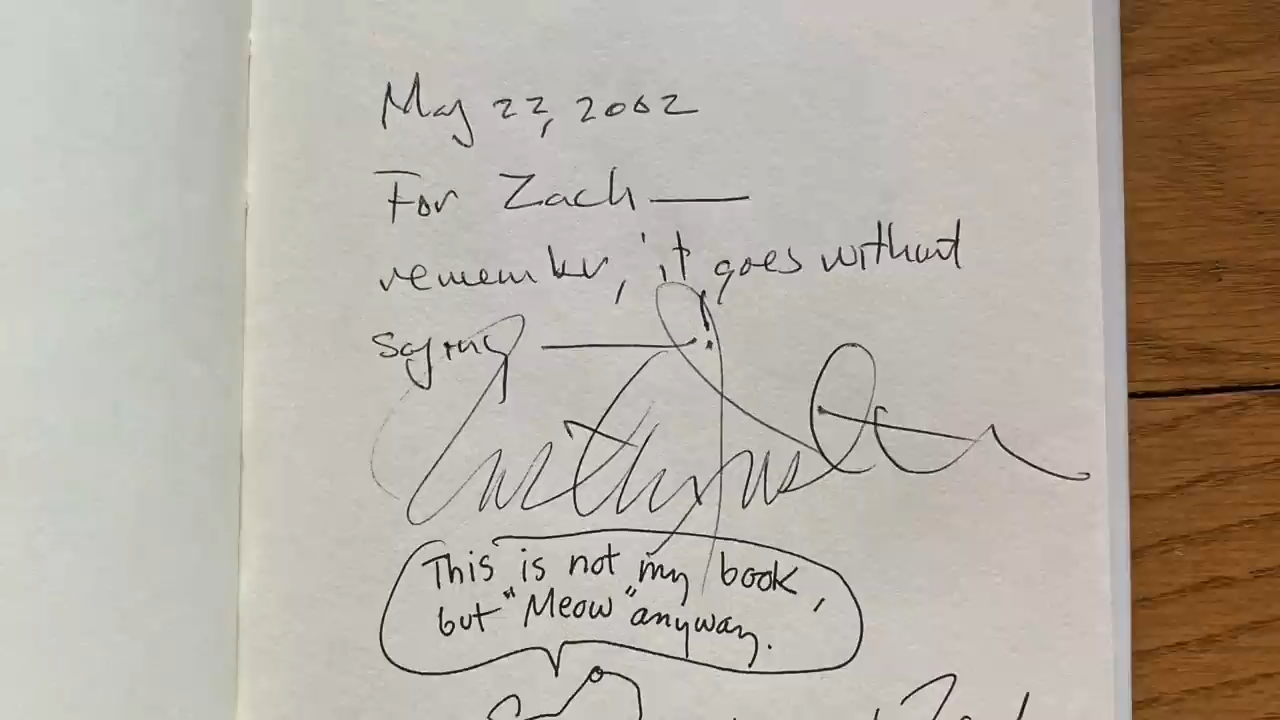 May 22, 2002
For Zach —
remember, it goes without
saying — !
This is not my book,
but "Meow" anyway.